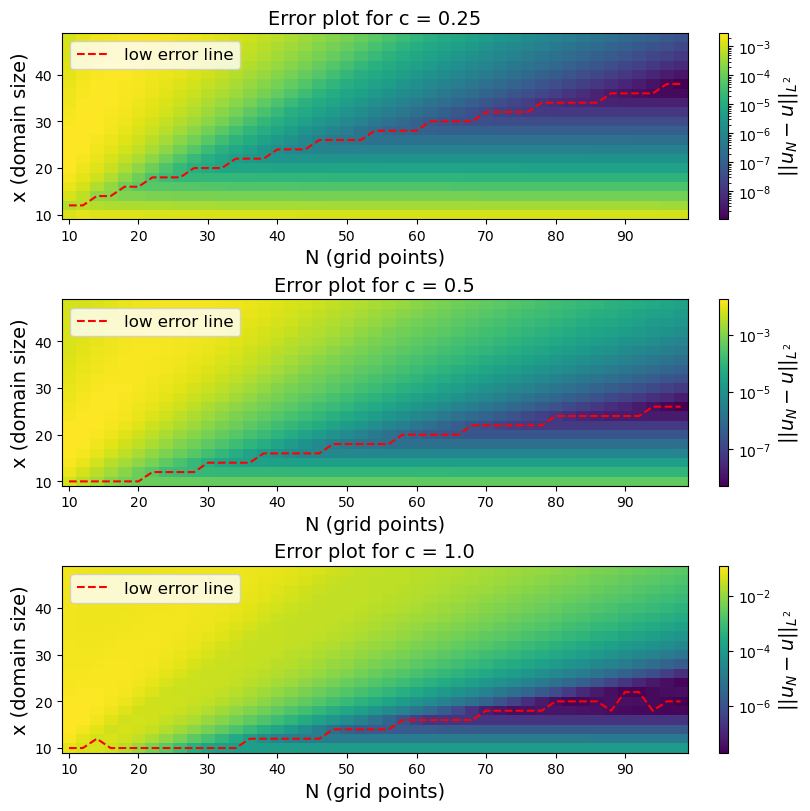 Error plot for c = 0.25
low error line
x (domain size)
40
30
20
10
10 20 30 40 50 60 70 80 90
N (grid points)
10⁻³
10⁻⁴
10⁻⁵
10⁻⁶
10⁻⁷
10⁻⁸
||u_N − u||_{L²}
Error plot for c = 0.5
low error line
x (domain size)
40
30
20
10
10 20 30 40 50 60 70 80 90
N (grid points)
10⁻³
10⁻⁵
10⁻⁷
||u_N − u||_{L²}
Error plot for c = 1.0
low error line
x (domain size)
40
30
20
10
10 20 30 40 50 60 70 80 90
N (grid points)
10⁻²
10⁻⁴
10⁻⁶
||u_N − u||_{L²}